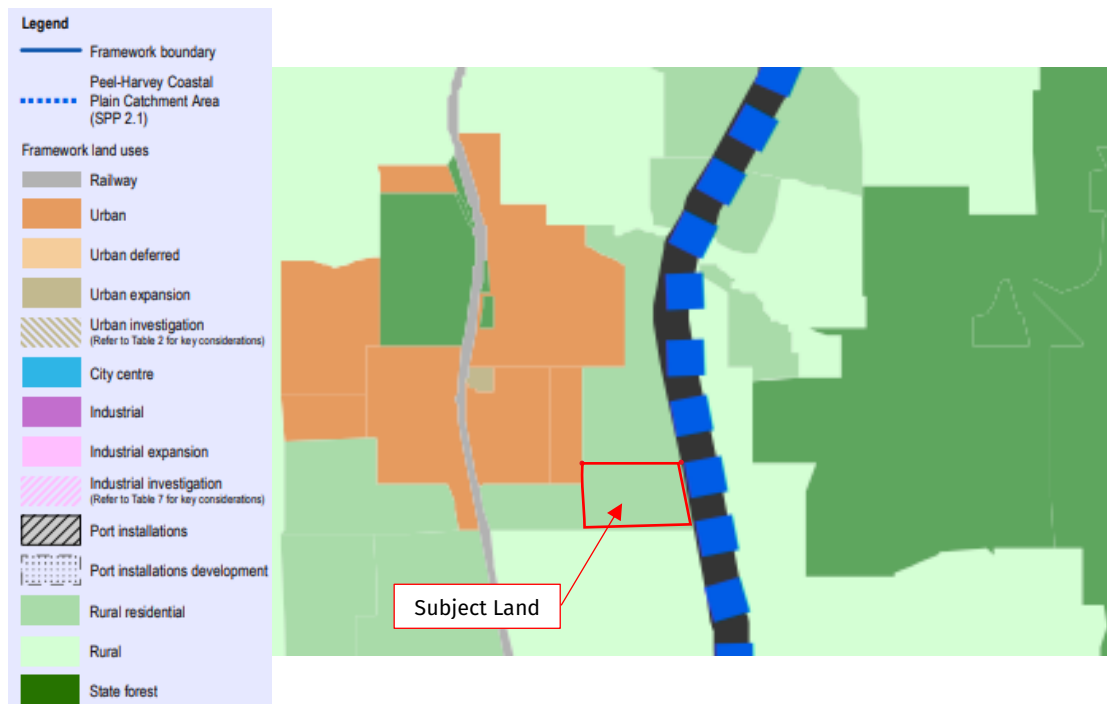 Legend
Framework boundary
Peel-Harvey Coastal
Plain Catchment Area
(SPP 2.1)
Framework land uses
Railway
Urban
Urban deferred
Urban expansion
Urban investigation
(Refer to Table 2 for key considerations)
City centre
Industrial
Industrial expansion
Industrial investigation
(Refer to Table 7 for key considerations)
Port installations
Port installations development
Rural residential
Rural
State forest
Subject Land